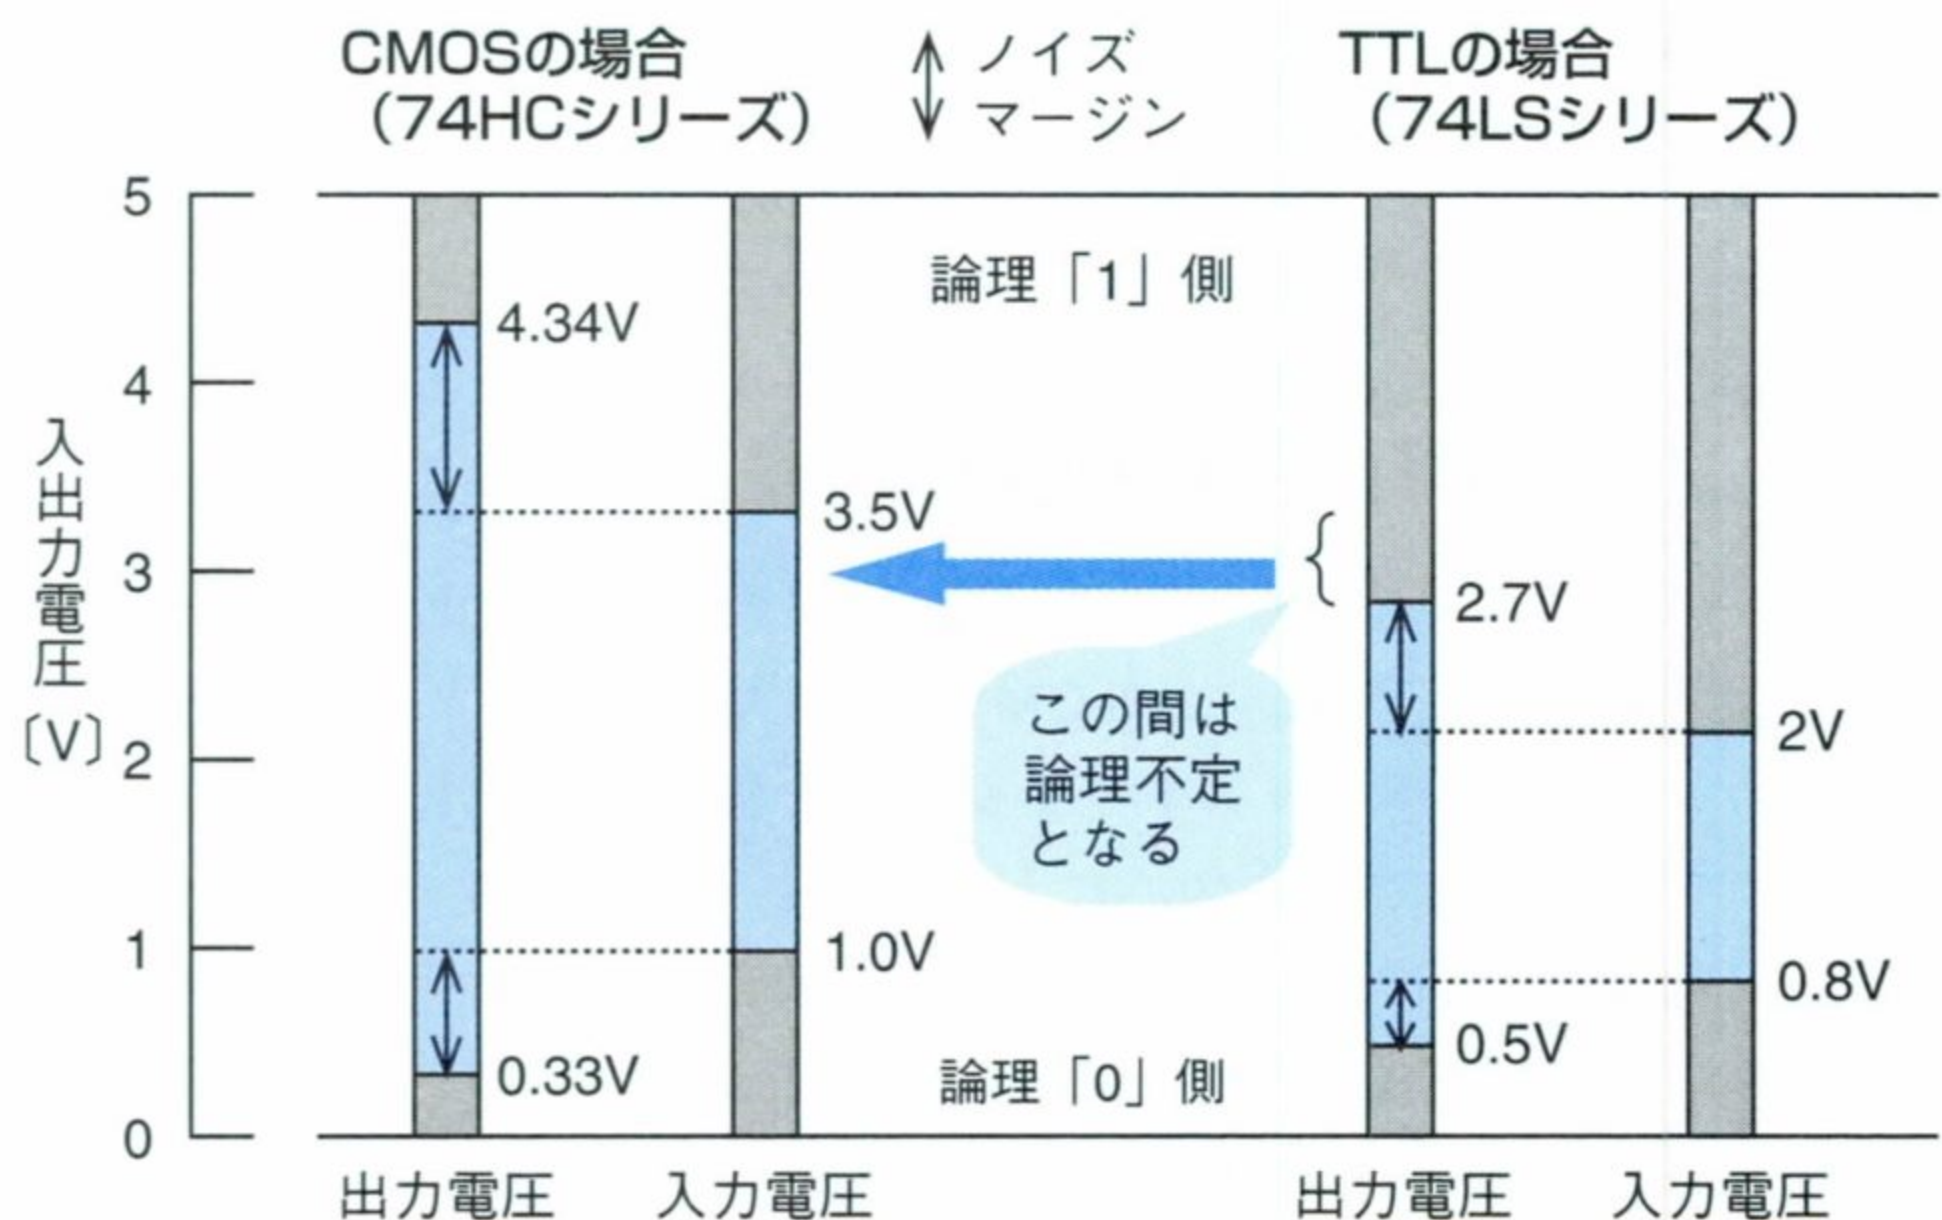 CMOSの場合
（74HCシリーズ）
ノイズ
マージン
TTLの場合
（74LSシリーズ）
5
4
3
2
1
0
入出力電圧〔V〕
4.34V
0.33V
3.5V
1.0V
論理「1」側
この間は
論理不定
となる
論理「0」側
2.7V
0.5V
2V
0.8V
出力電圧
入力電圧
出力電圧
入力電圧